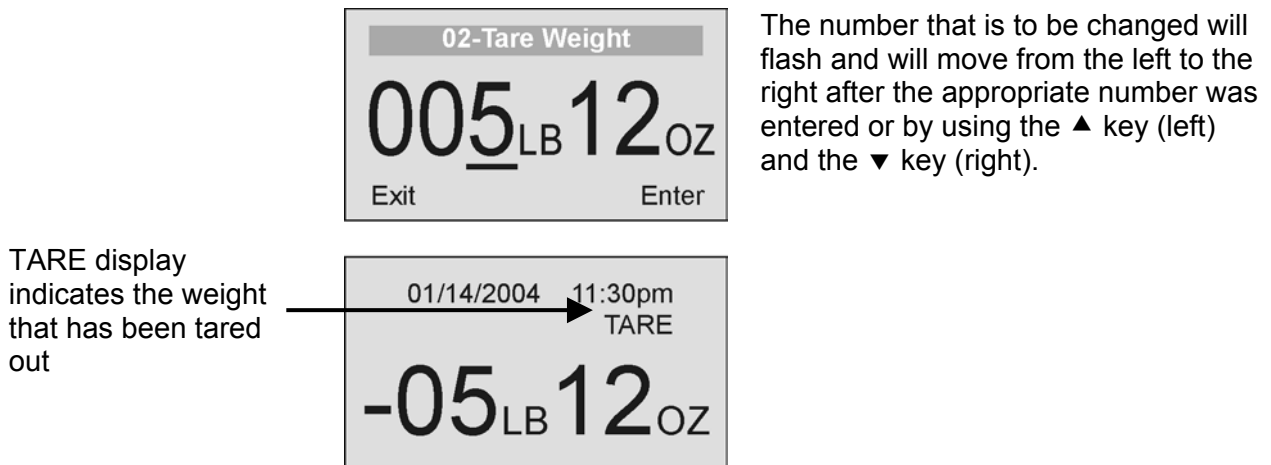 02-Tare Weight
005LB12OZ
Exit Enter
The number that is to be changed will
flash and will move from the left to the
right after the appropriate number was
entered or by using the ▲ key (left)
and the ▼ key (right).
TARE display
indicates the weight
that has been tared
out
01/14/2004 11:30pm
TARE
-05LB12OZ